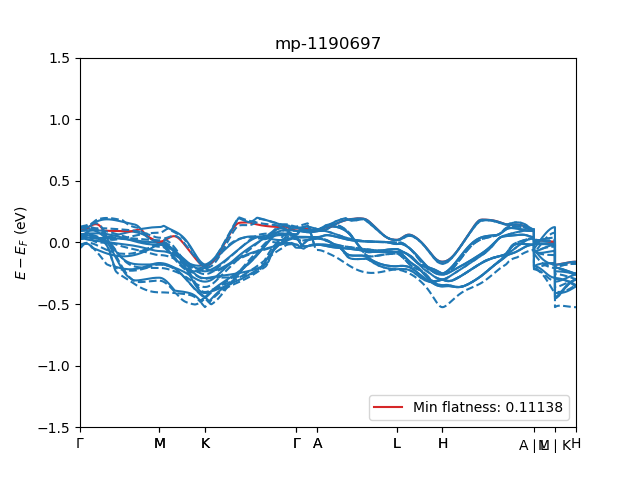 mp-1190697
1.5
1.0
0.5
0.0
−0.5
−1.0
−1.5
E − E_F (eV)
Min flatness: 0.11138
Γ M K Γ A L H A | L M | K H